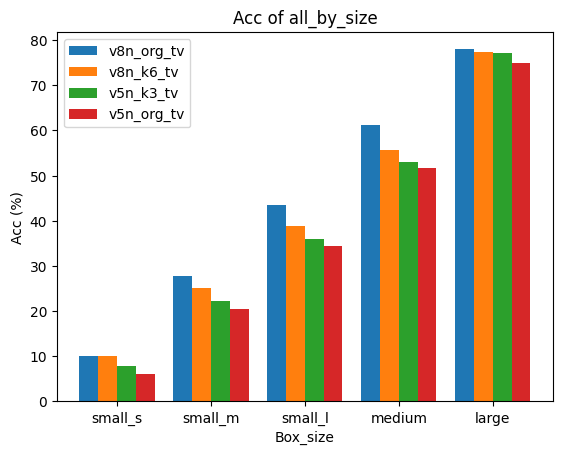 Acc of all_by_size
v8n_org_tv
v8n_k6_tv
v5n_k3_tv
v5n_org_tv
80
70
60
50
40
30
20
10
0
Acc (%)
small_s small_m small_l medium large
Box_size